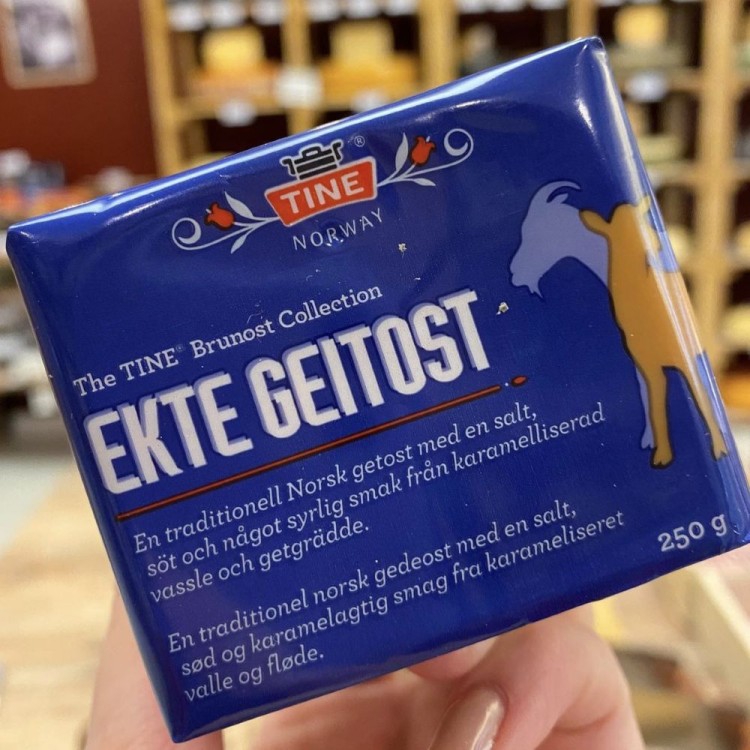 TINE®
NORWAY
The TINE® Brunost Collection
EKTE GEITOST
En traditionell Norsk getost med en salt,
söt och något syrlig smak från karamelliserad
vassle och getgrädde.
En traditionel norsk gedeost med en salt,
sød og karamelagtig smag fra karameliseret
valle og fløde.
250 g